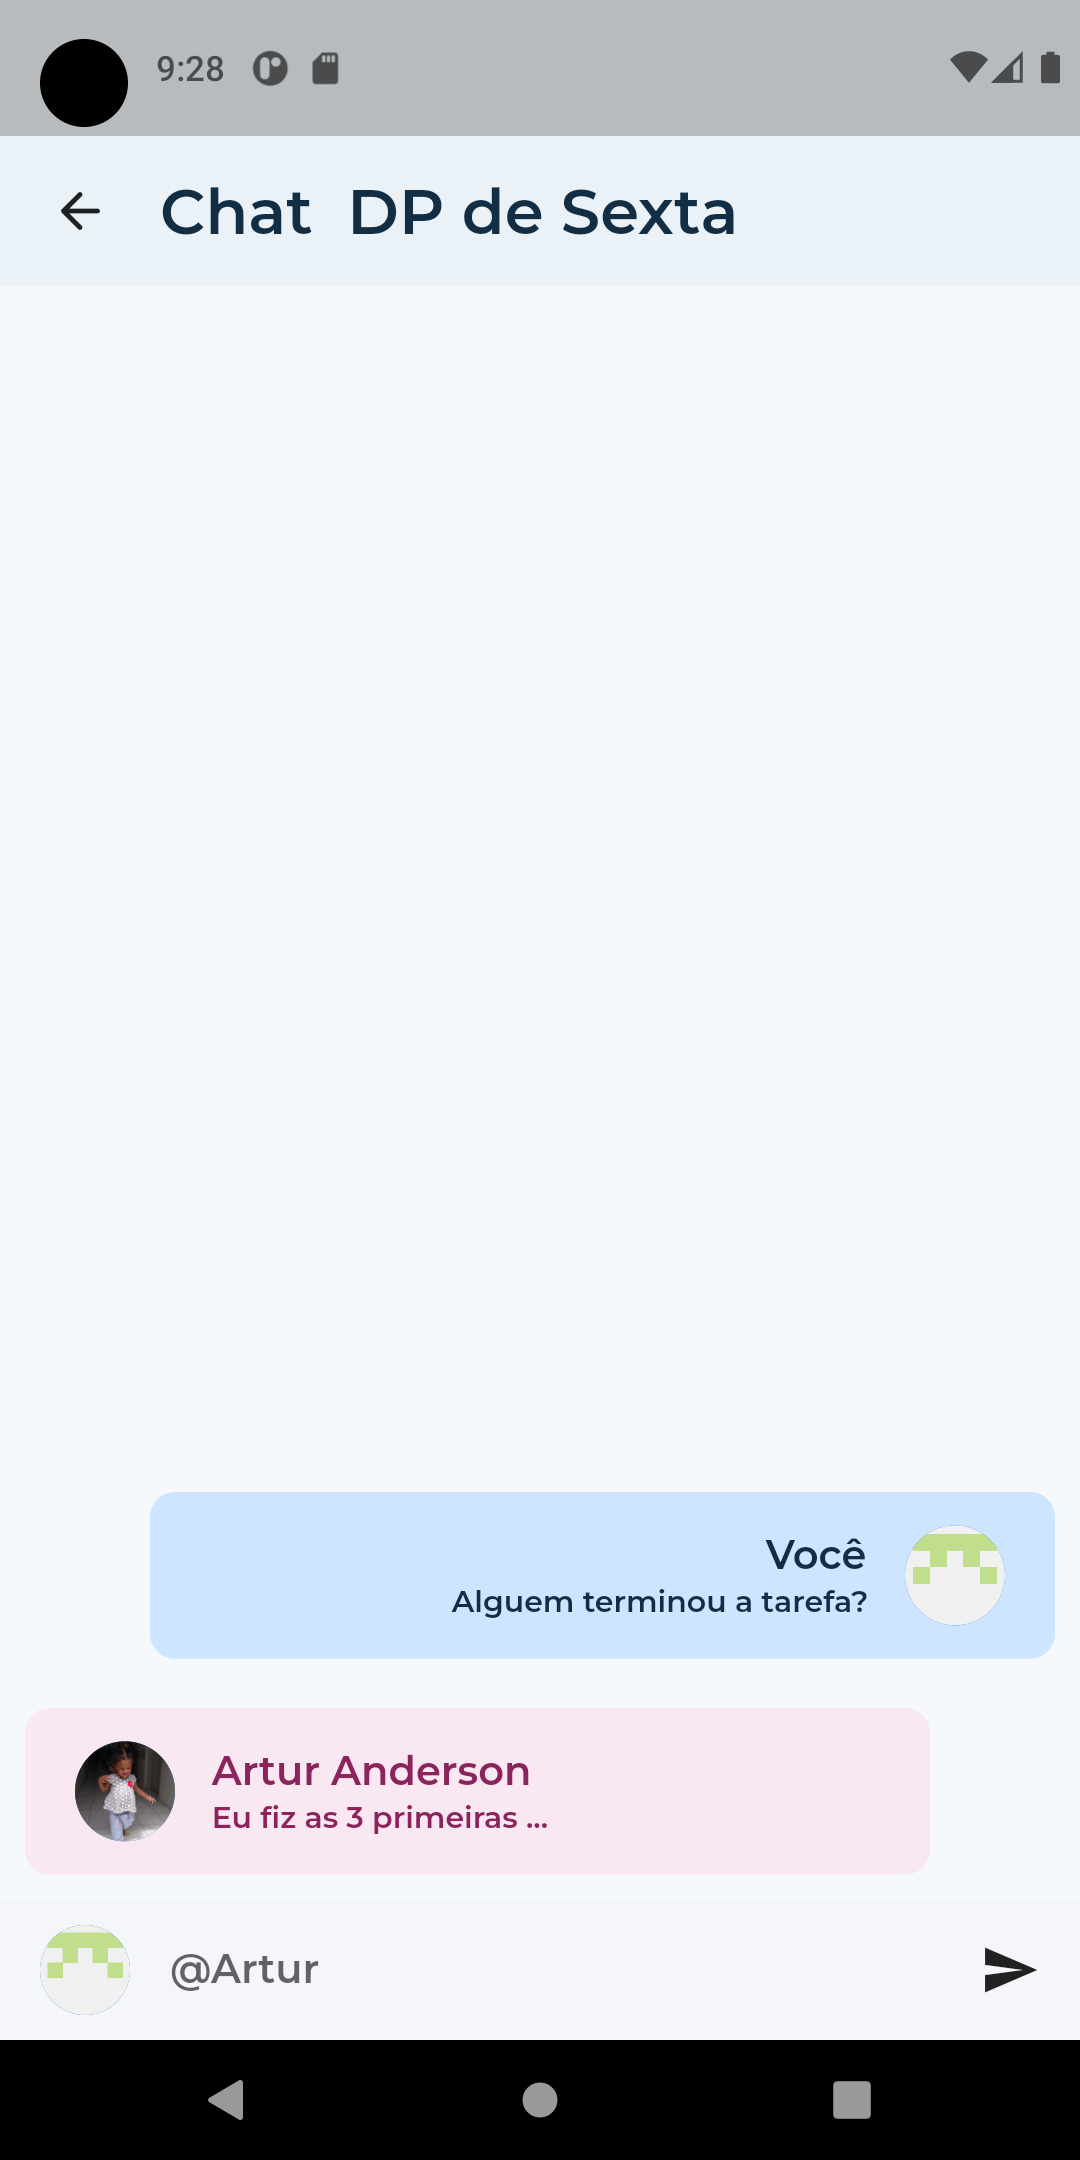 9:28
Chat  DP de Sexta
Você
Alguem terminou a tarefa?
Artur Anderson
Eu fiz as 3 primeiras ...
@Artur